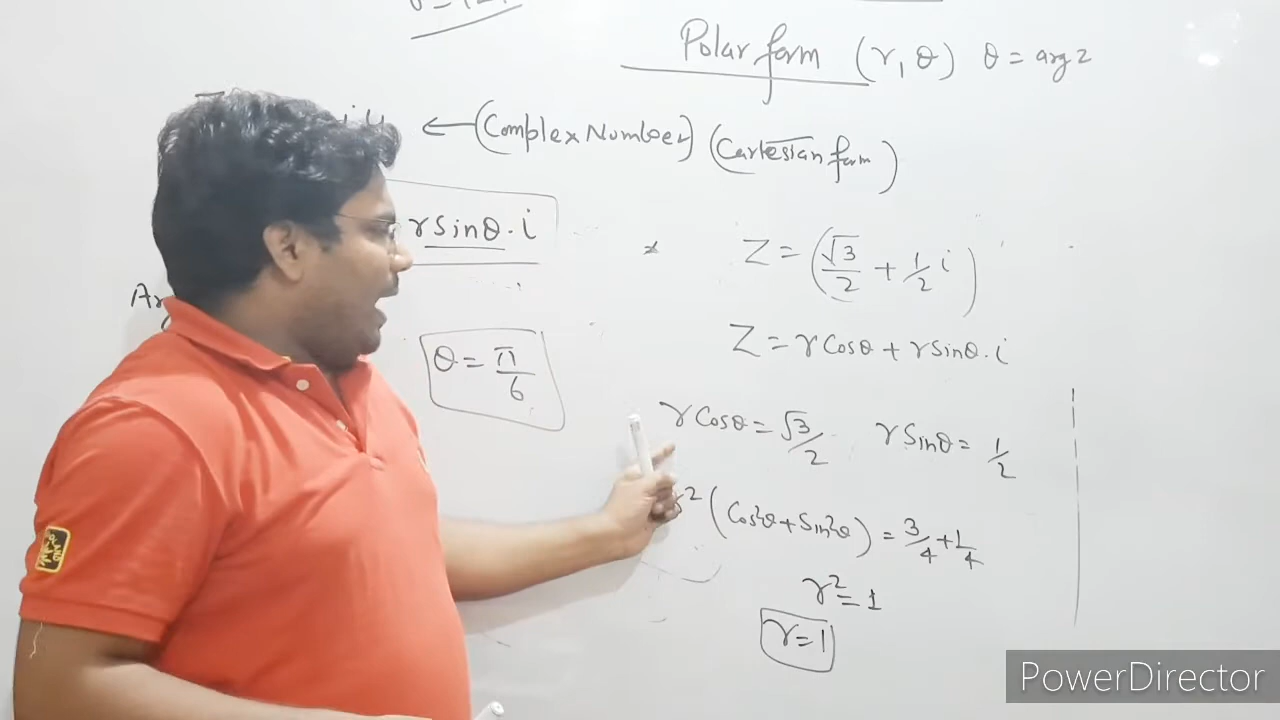 Polar form (r, θ) θ = arg z
iy ← (Complex Number) (Cartesian form)
r sinθ. i
Z = (√3/2 + 1/2 i)
Z = r Cosθ + r Sinθ. i
θ = π/6
r Cosθ = √3/2 r Sinθ = 1/2
r² (Cos²θ + Sin²θ) = 3/4 + 1/4
r² = 1
r = 1
PowerDirector